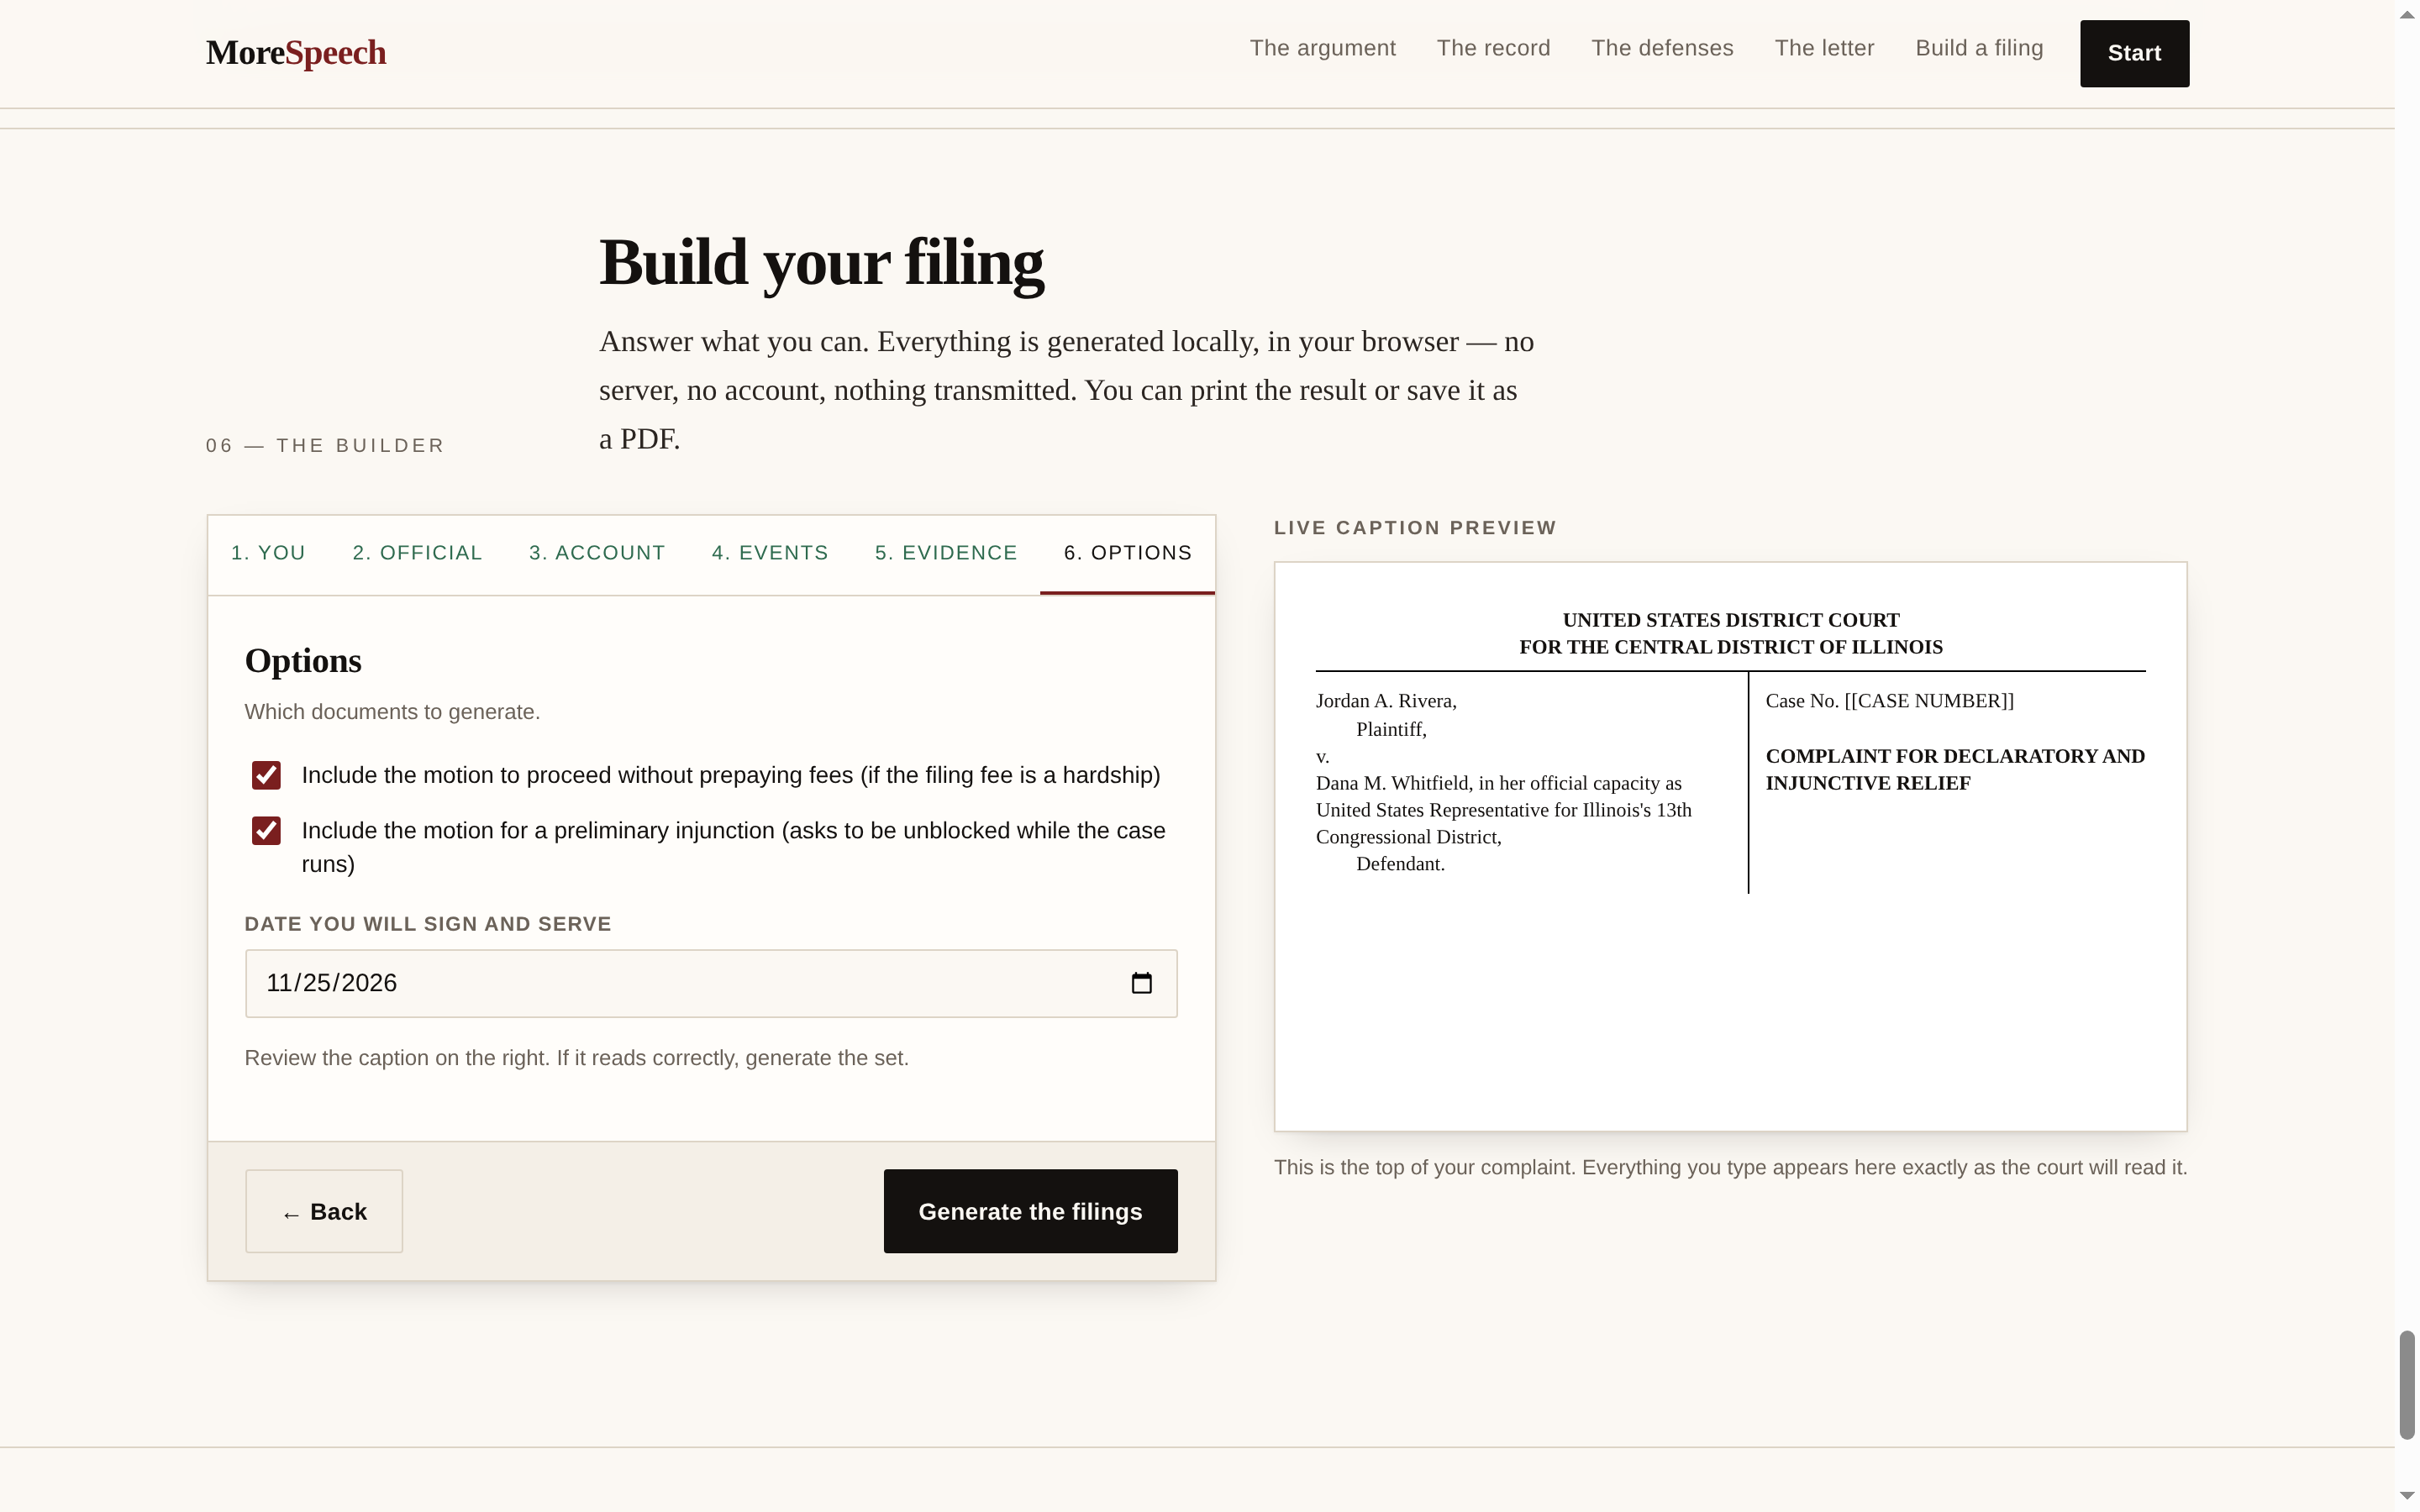 MoreSpeech
The argument
The record
The defenses
The letter
Build a filing
Start
Build your filing
Answer what you can. Everything is generated locally, in your browser — no
server, no account, nothing transmitted. You can print the result or save it as
a PDF.
06 — THE BUILDER
1. YOU
2. OFFICIAL
3. ACCOUNT
4. EVENTS
5. EVIDENCE
6. OPTIONS
Options
Which documents to generate.
Include the motion to proceed without prepaying fees (if the filing fee is a hardship)
Include the motion for a preliminary injunction (asks to be unblocked while the case
runs)
DATE YOU WILL SIGN AND SERVE
11/25/2026
Review the caption on the right. If it reads correctly, generate the set.
← Back
Generate the filings
LIVE CAPTION PREVIEW
UNITED STATES DISTRICT COURT
FOR THE CENTRAL DISTRICT OF ILLINOIS
Jordan A. Rivera,
Plaintiff,
v.
Dana M. Whitfield, in her official capacity as
United States Representative for Illinois's 13th
Congressional District,
Defendant.
Case No. [[CASE NUMBER]]
COMPLAINT FOR DECLARATORY AND
INJUNCTIVE RELIEF
This is the top of your complaint. Everything you type appears here exactly as the court will read it.